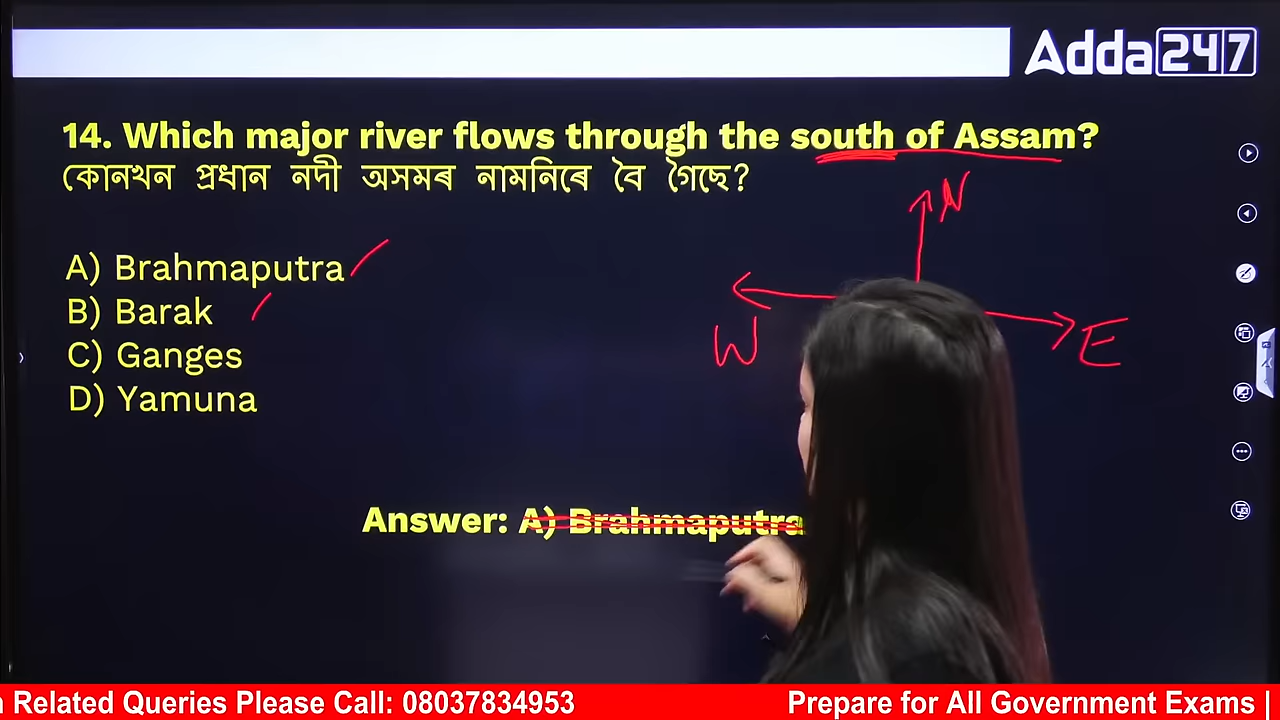 Adda247
14. Which major river flows through the south of Assam?
কোনখন প্ৰধান নদী অসমৰ নামনিৰে বৈ গৈছে?
N
A) Brahmaputra
B) Barak
W
E
C) Ganges
D) Yamuna
Answer: A) Brahmaputra
Related Queries Please Call: 08037834953 Prepare for All Government Exams |